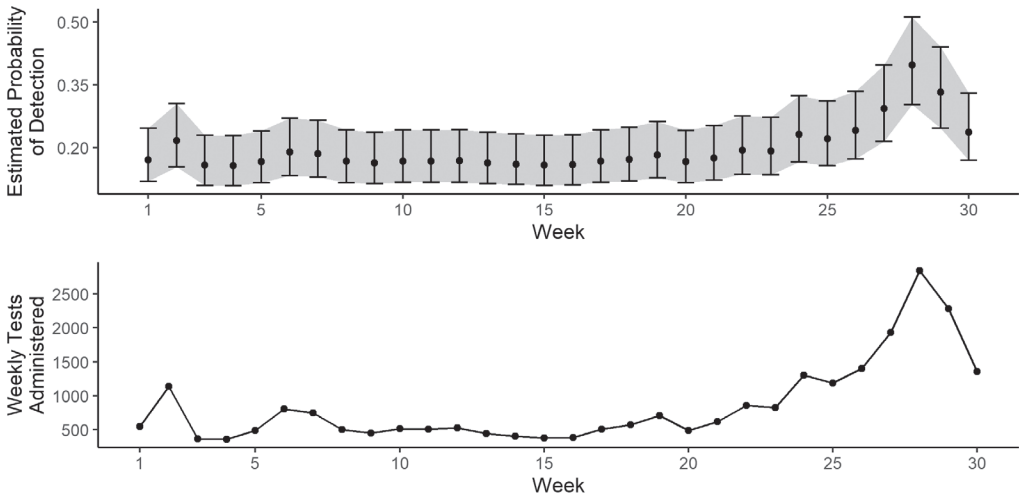 Estimated Probability
of Detection
0.50
0.35
0.20
1 5 10 15 20 25 30
Week
Weekly Tests
Administered
2500
2000
1500
1000
500
1 5 10 15 20 25 30
Week